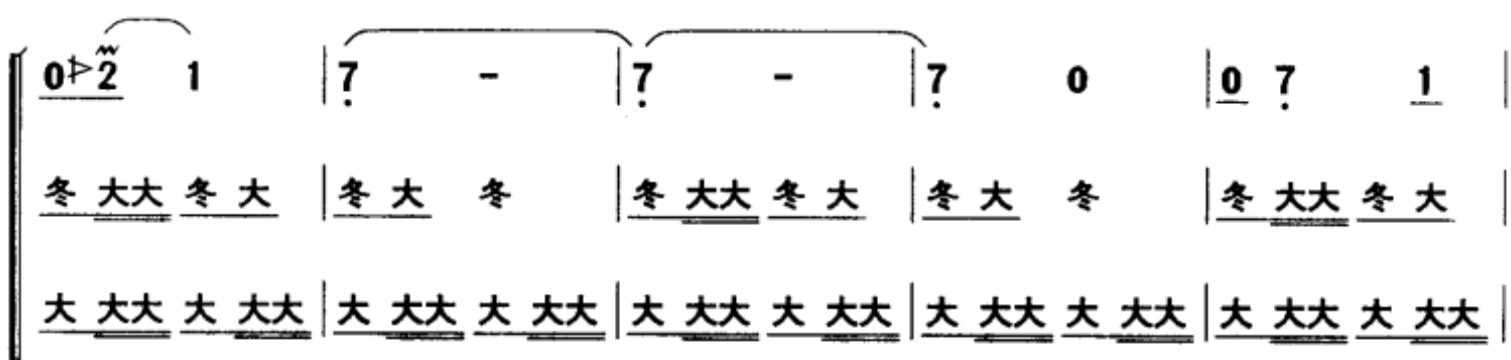 0 2 1 | 7 - | 7 - | 7 0 | 0 7 1 |
冬 大大 冬 大 | 冬 大 冬 | 冬 大大 冬 大 | 冬 大 冬 | 冬 大大 冬 大 |
大 大大 大 大大 | 大 大大 大 大大 | 大 大大 大 大大 | 大 大大 大 大大 | 大 大大 大 大大 |